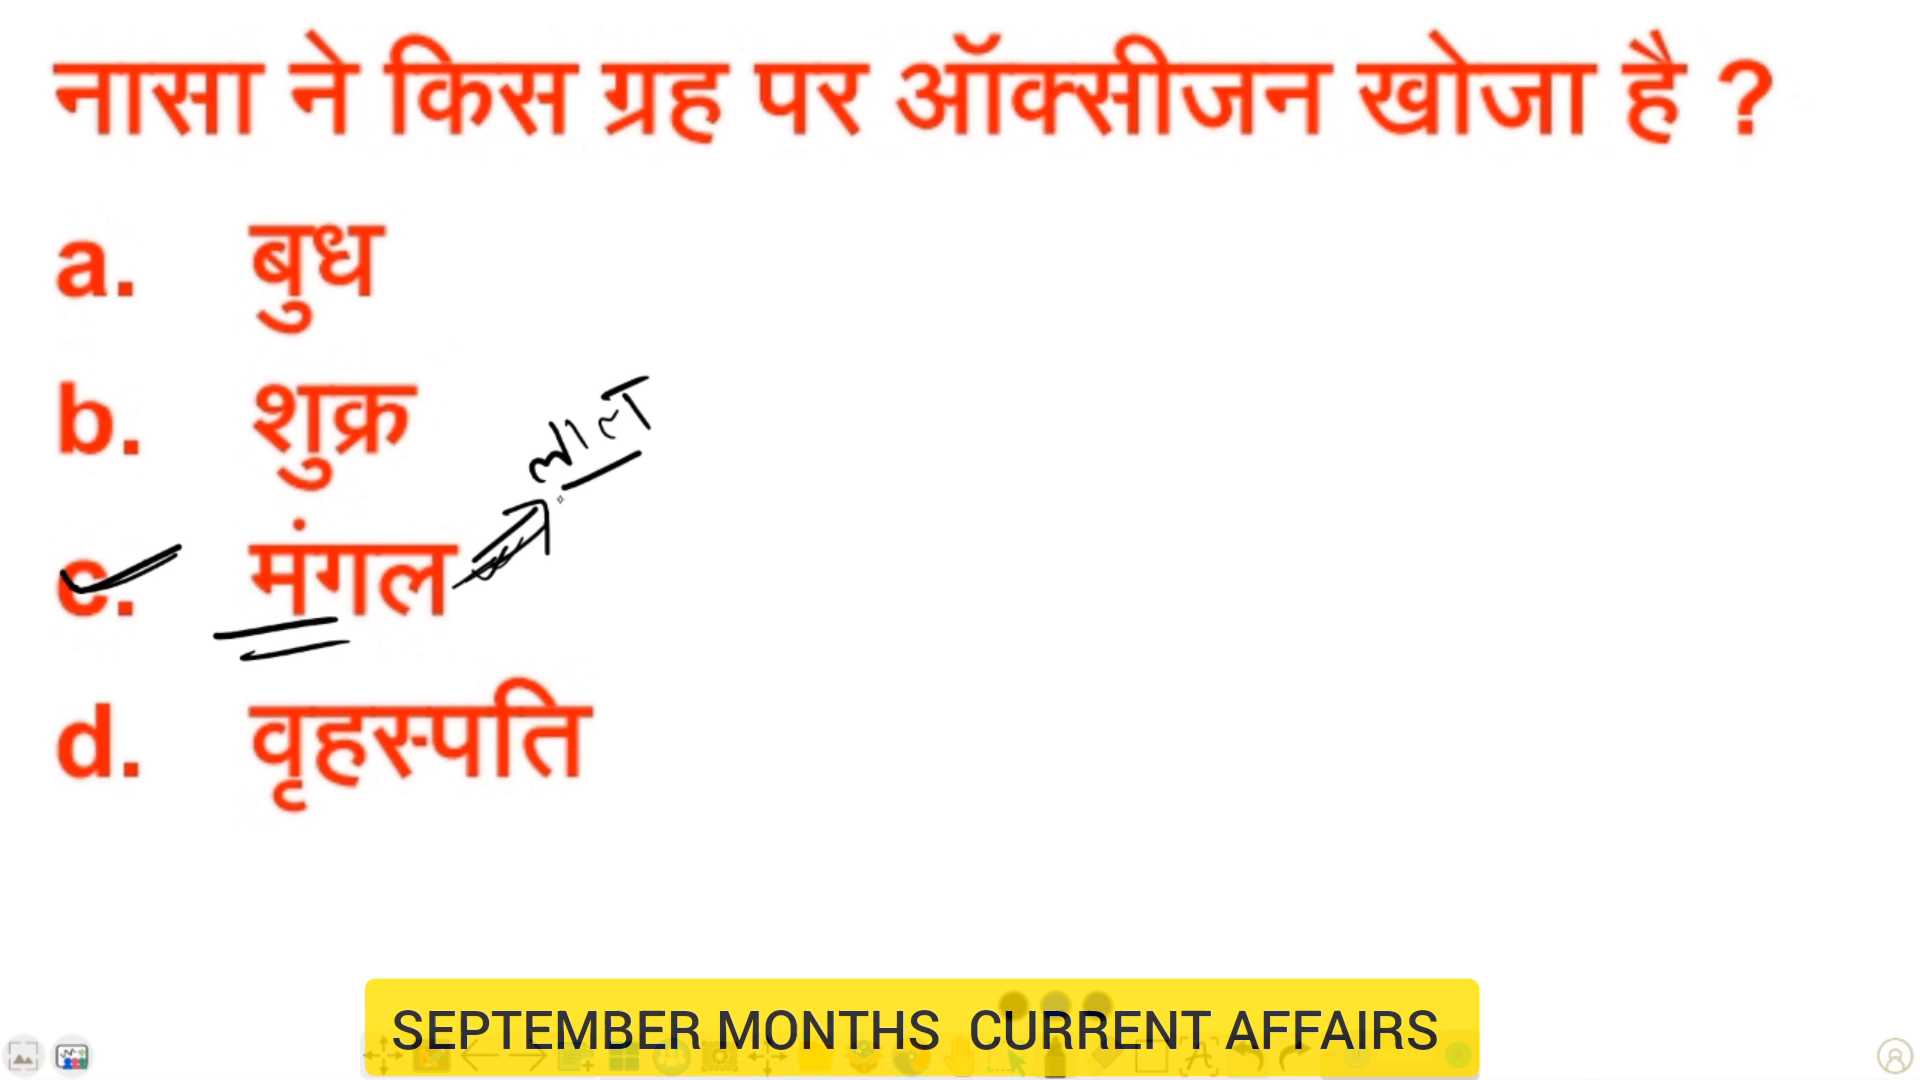 नासा ने किस ग्रह पर ऑक्सीजन खोजा है ?
a. बुध
b. शुक्र
लाल
c. मंगल
d. वृहस्पति
SEPTEMBER MONTHS CURRENT AFFAIRS